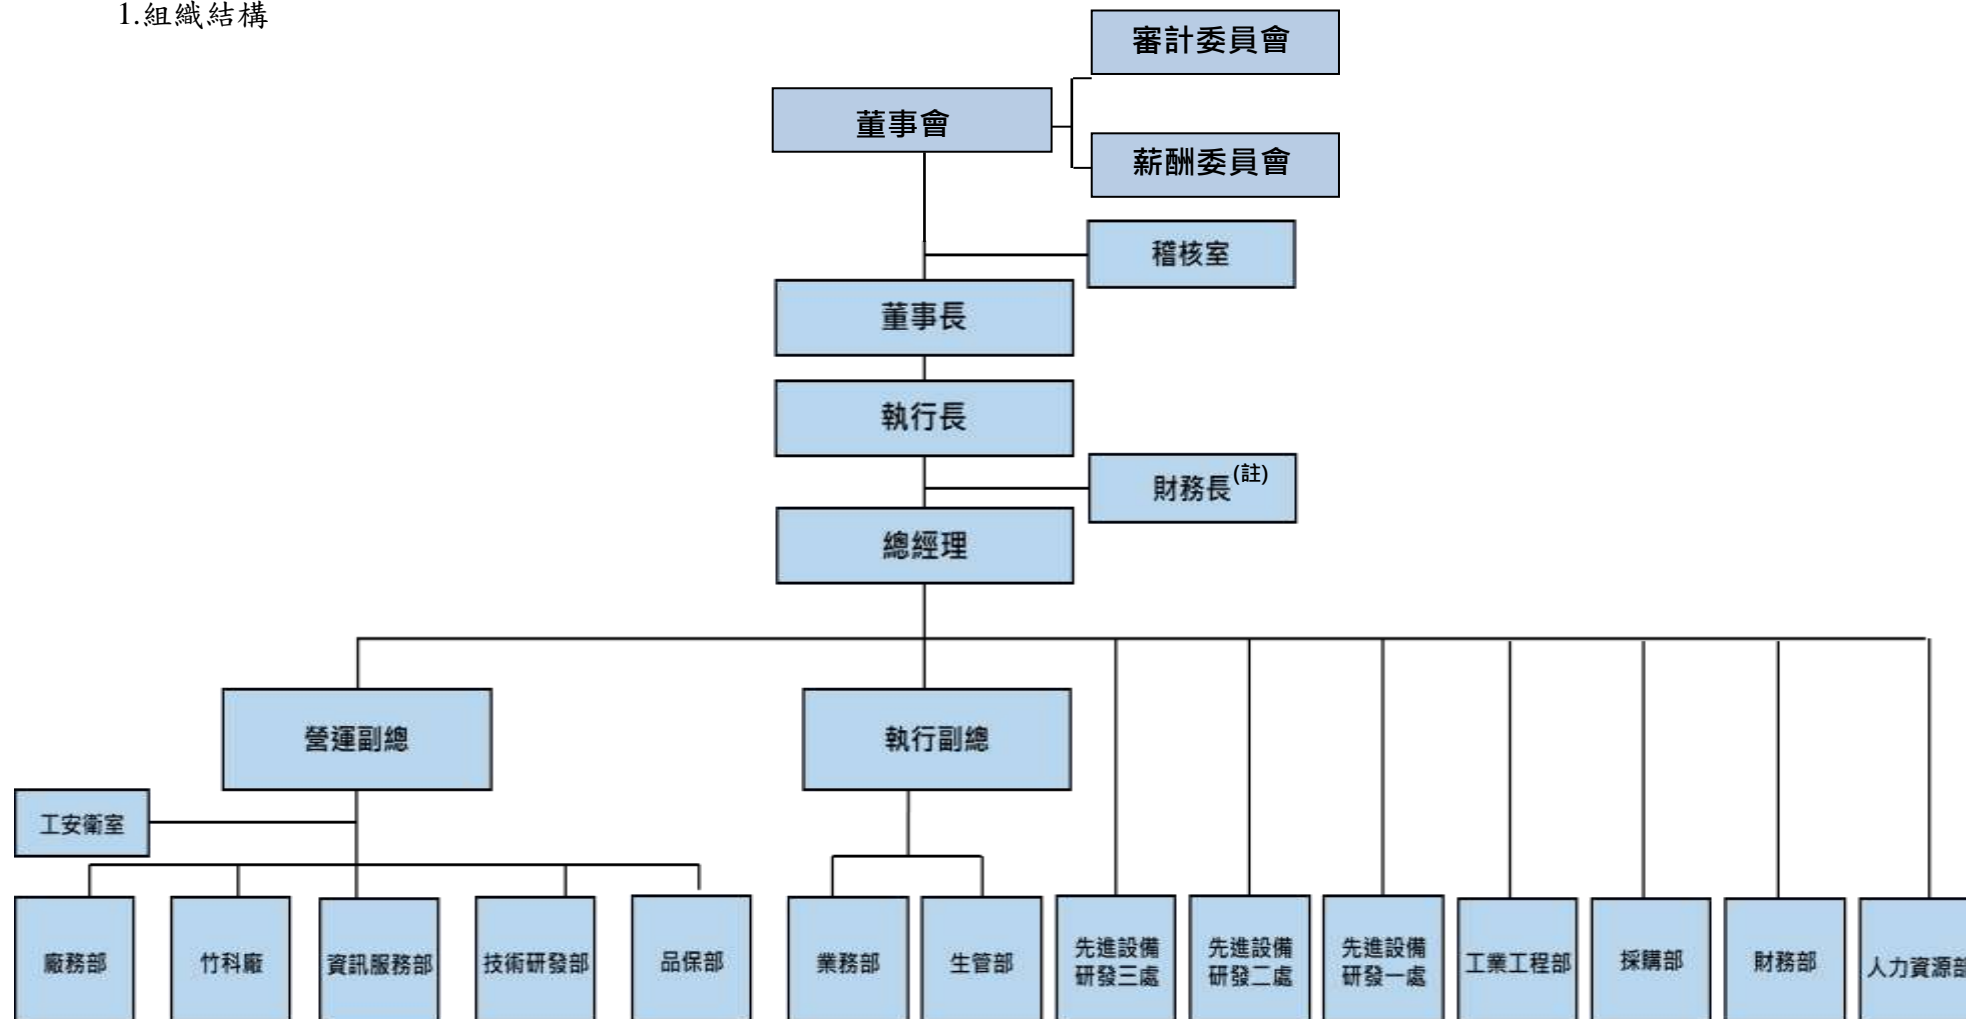 1.組織結構
審計委員會
董事會
薪酬委員會
稽核室
董事長
執行長
財務長(註)
總經理
營運副總
執行副總
工安衛室
廠務部
竹科廠
資訊服務部
技術研發部
品保部
業務部
生管部
先進設備
研發三處
先進設備
研發二處
先進設備
研發一處
工業工程部
採購部
財務部
人力資源部